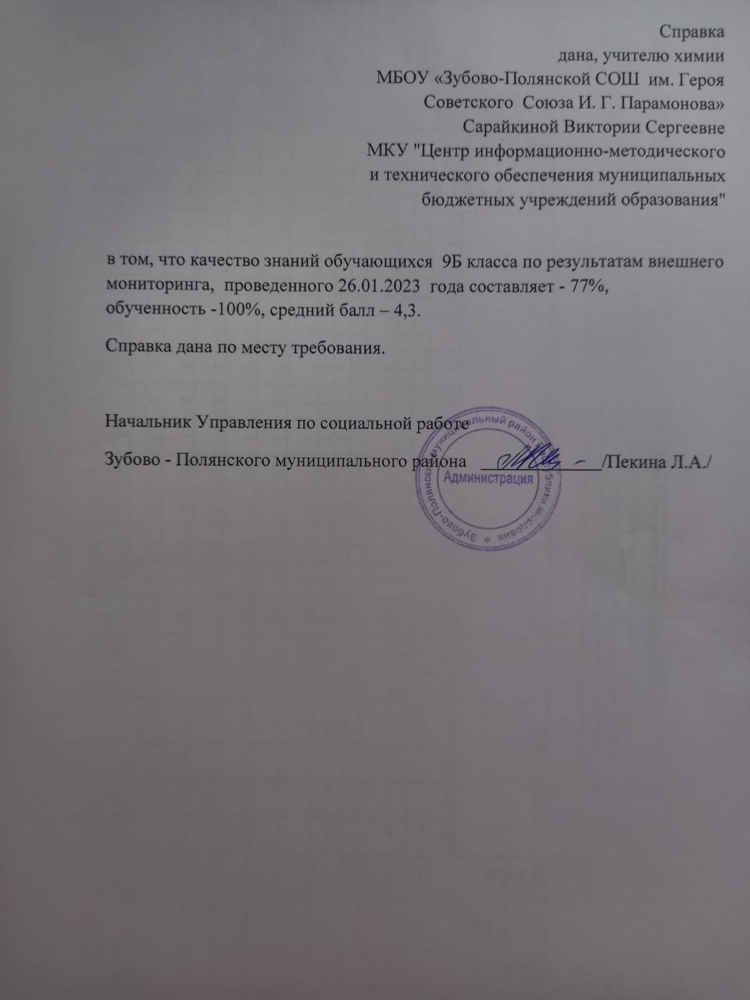 Справка
дана, учителю химии
МБОУ «Зубово-Полянской СОШ им. Героя
Советского Союза И. Г. Парамонова»
Сарайкиной Виктории Сергеевне
МКУ "Центр информационно-методического
и технического обеспечения муниципальных
бюджетных учреждений образования"
в том, что качество знаний обучающихся 9Б класса по результатам внешнего
мониторинга, проведенного 26.01.2023 года составляет - 77%,
обученность -100%, средний балл – 4,3.
Справка дана по месту требования.
Начальник Управления по социальной работе
Зубово - Полянского муниципального района /Пекина Л.А./
Зубово-Полянский муниципальный район Республики Мордовия *
Администрация